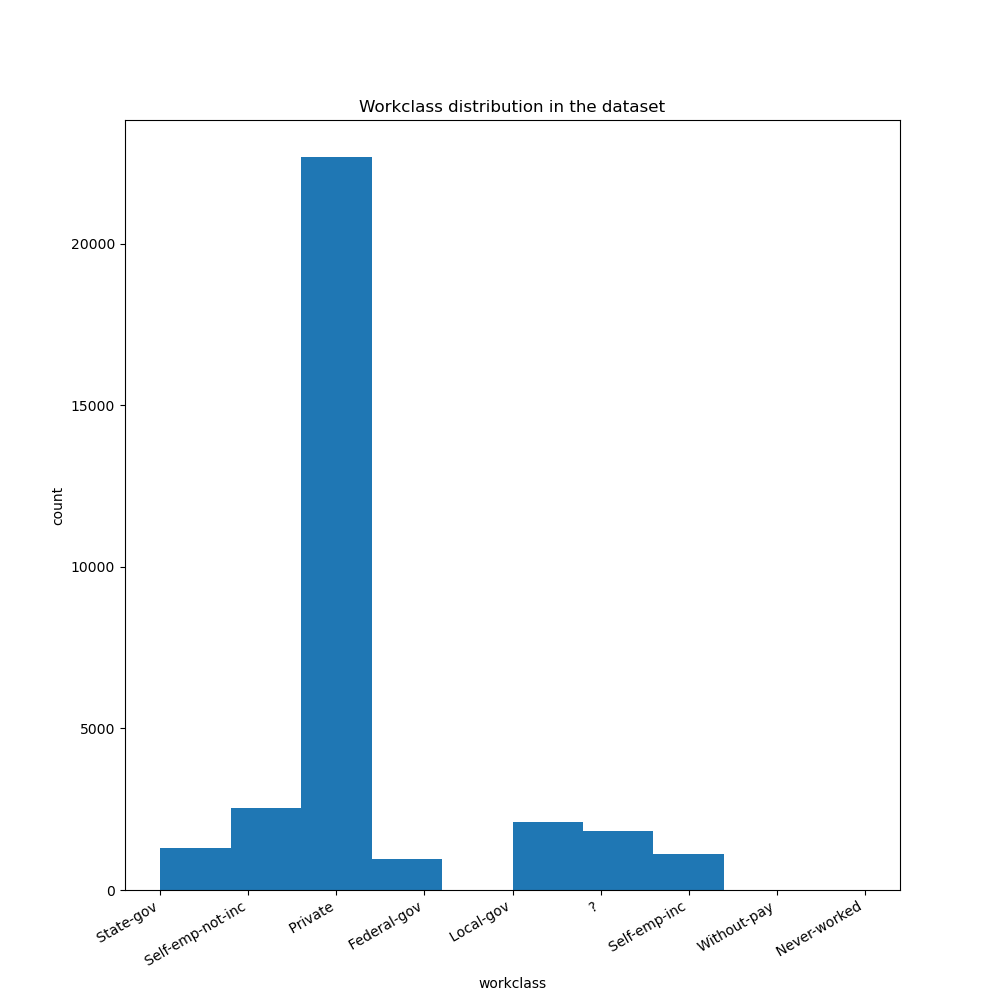 Workclass distribution in the dataset
20000
15000
10000
5000
0
count
State-gov
Self-emp-not-inc
Private
Federal-gov
Local-gov
?
Self-emp-inc
Without-pay
Never-worked
workclass